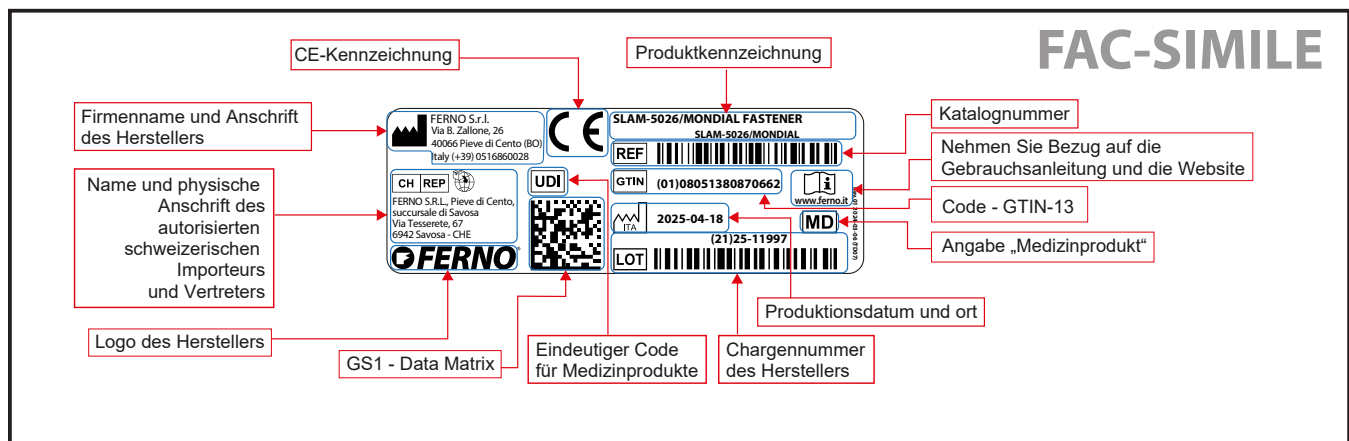 FAC-SIMILE
CE-Kennzeichnung
Produktkennzeichnung
Firmenname und Anschrift
des Herstellers
Name und physische
Anschrift des
autorisierten
schweizerischen
Importeurs
und Vertreters
Logo des Herstellers
GS1 - Data Matrix
FERNO S.r.l.
Via B. Zallone, 26
40066 Pieve di Cento (BO)
Italy (+39) 0516860028
CE
SLAM-5026/MONDIAL FASTENER
SLAM-5026/MONDIAL
REF
CH REP
FERNO S.R.L., Pieve di Cento,
succursale di Savosa
Via Tesserete, 67
6942 Savosa - CHE
FERNO
UDI
GTIN (01)08051380870662
www.ferno.it
ITA
2025-04-18
MD
(21)25-11997
LOT
Katalognummer
Nehmen Sie Bezug auf die
Gebrauchsanleitung und die Website
Code - GTIN-13
Angabe „Medizinprodukt“
Produktionsdatum und ort
Eindeutiger Code
für Medizinprodukte
Chargennummer
des Herstellers